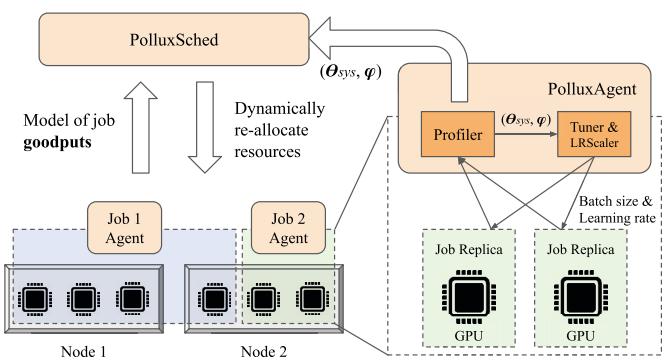 PolluxSched
(θsys, φ)
PolluxAgent
Model of job
goodputs
Dynamically
re-allocate
resources
Profiler
(θsys, φ)
Tuner &
LRScaler
Batch size &
Learning rate
Job 1
Agent
Job 2
Agent
Job Replica
GPU
Job Replica
GPU
Node 1
Node 2